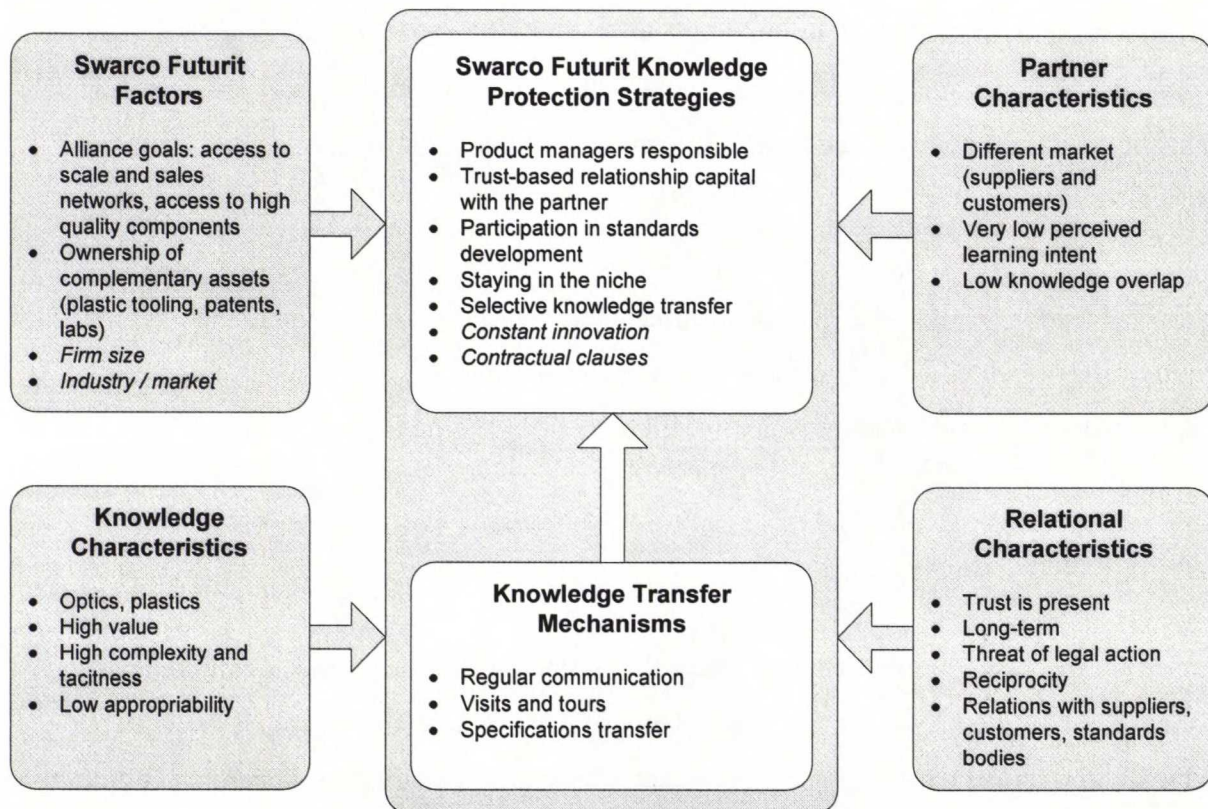 Swarco Futurit
Factors
• Alliance goals: access to
scale and sales
networks, access to high
quality components
• Ownership of
complementary assets
(plastic tooling, patents,
labs)
• Firm size
• Industry / market
Swarco Futurit Knowledge
Protection Strategies
• Product managers responsible
• Trust-based relationship capital
with the partner
• Participation in standards
development
• Staying in the niche
• Selective knowledge transfer
• Constant innovation
• Contractual clauses
Partner
Characteristics
• Different market
(suppliers and
customers)
• Very low perceived
learning intent
• Low knowledge overlap
Knowledge
Characteristics
• Optics, plastics
• High value
• High complexity and
tacitness
• Low appropriability
Knowledge Transfer
Mechanisms
• Regular communication
• Visits and tours
• Specifications transfer
Relational
Characteristics
• Trust is present
• Long-term
• Threat of legal action
• Reciprocity
• Relations with suppliers,
customers, standards
bodies